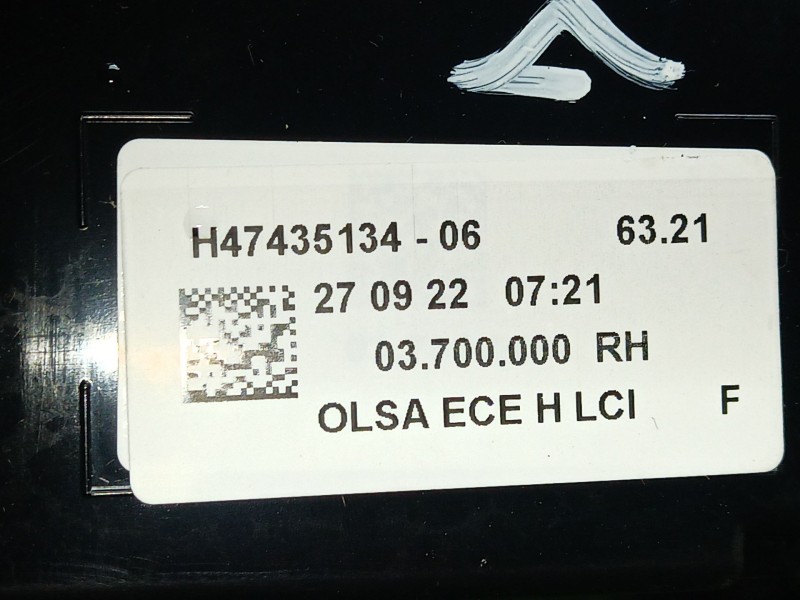 H47435134 - 06 63.21
27 09 22 07:21
03.700.000 RH
OLSA ECE H LCI F